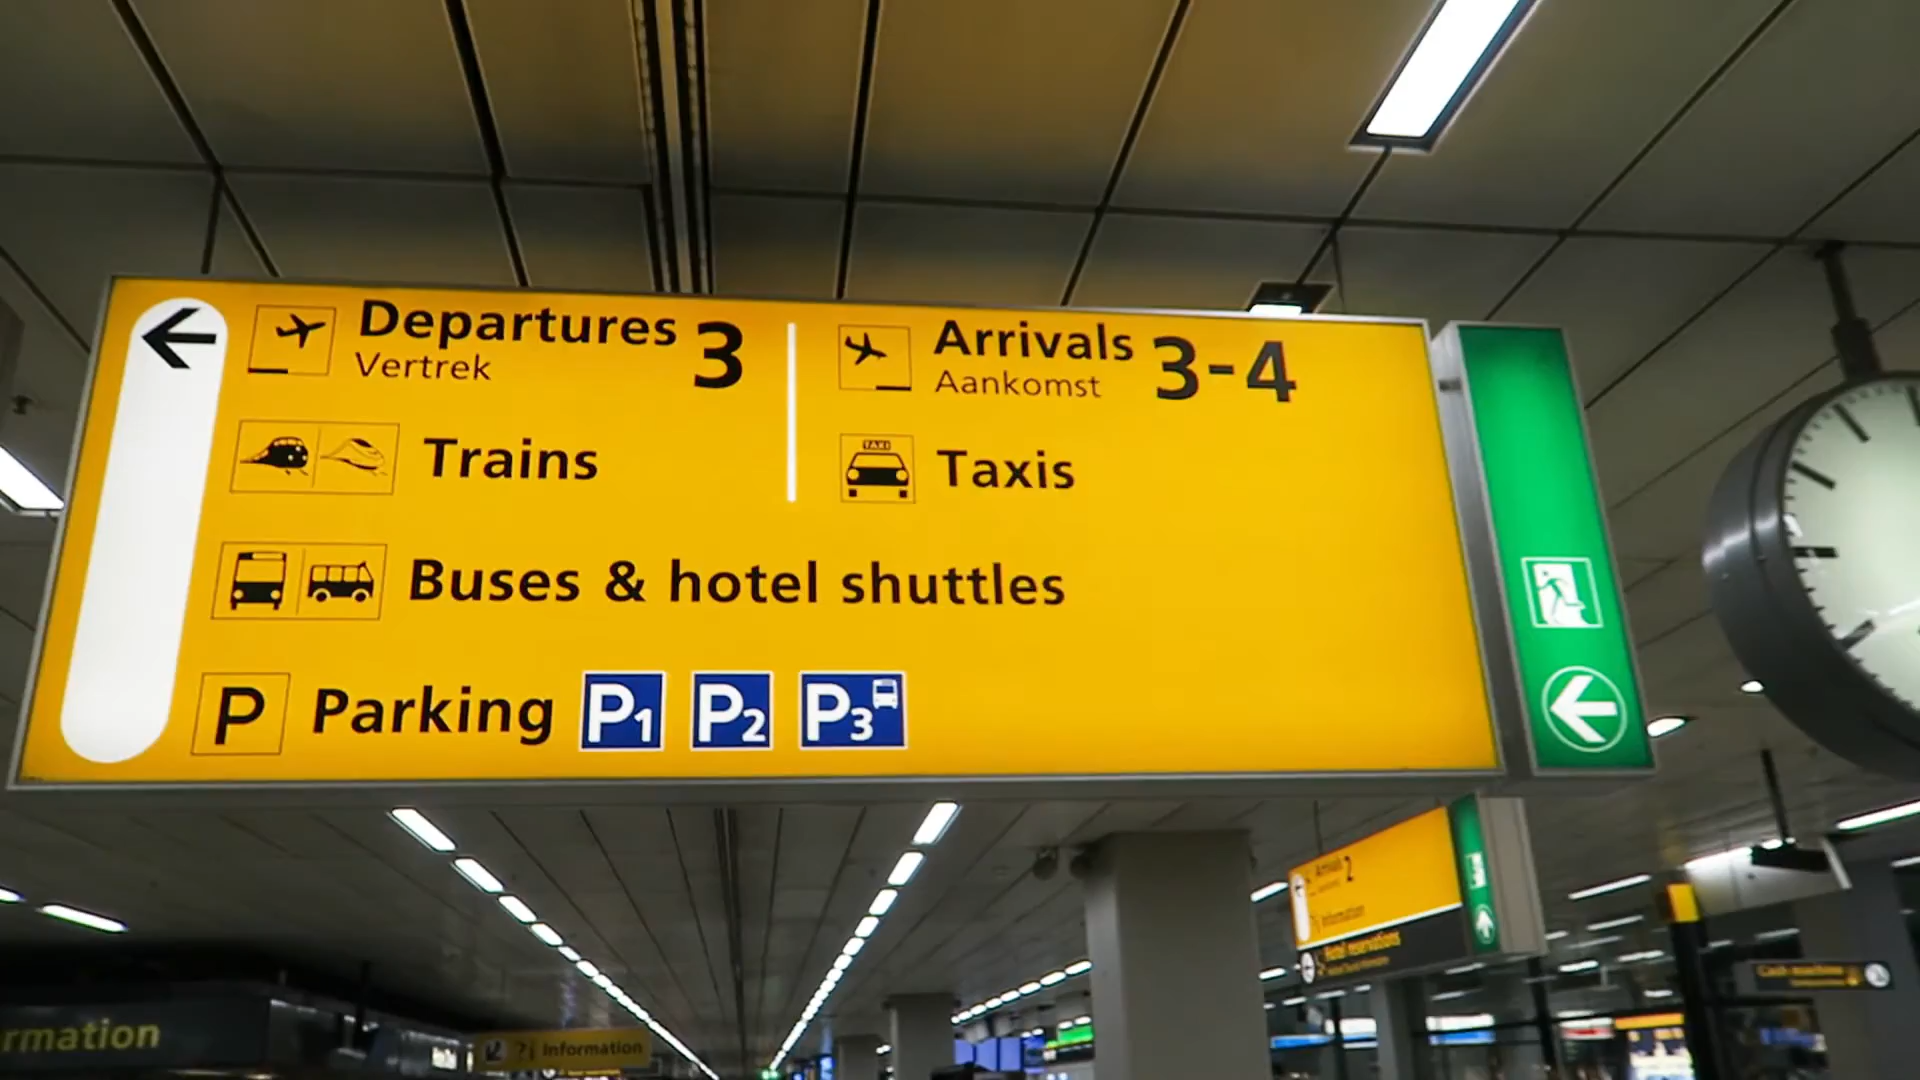 Departures 3
Vertrek
Arrivals 3-4
Aankomst
Trains
TAXI
Taxis
Buses & hotel shuttles
P Parking P1 P2 P3
Arrivals 2
Information
Hotel reservations
Cash machine
rmation
Information